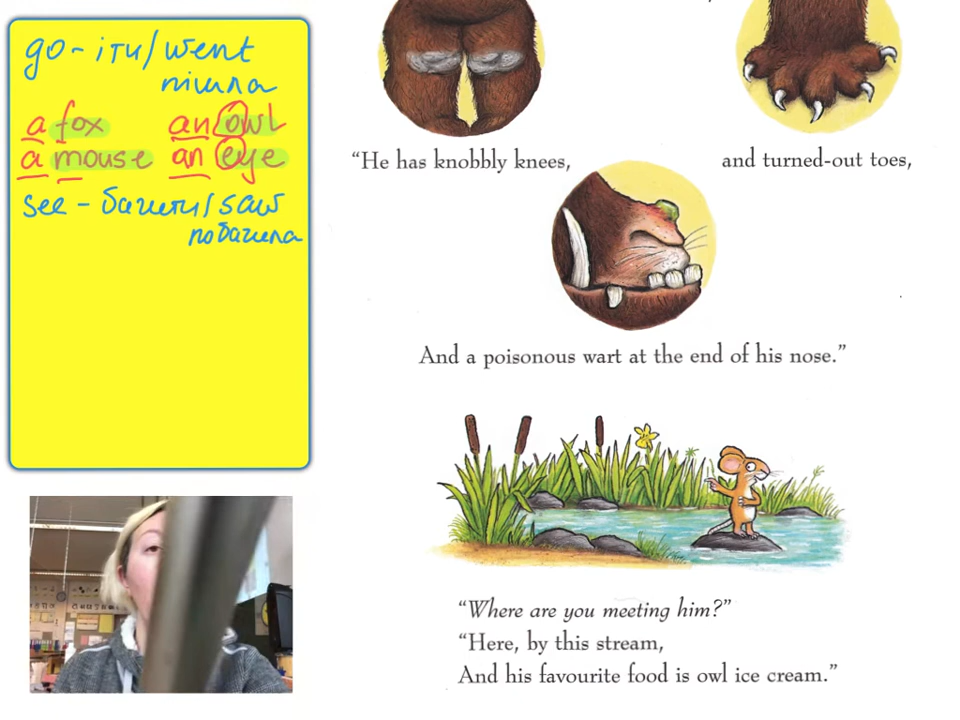 go - іти / went
пішла
a fox an owl
a mouse an eye
see - бачити / saw
побачила
“He has knobbly knees,
and turned-out toes,
And a poisonous wart at the end of his nose.”
“Where are you meeting him?”
“Here, by this stream,
And his favourite food is owl ice cream.”